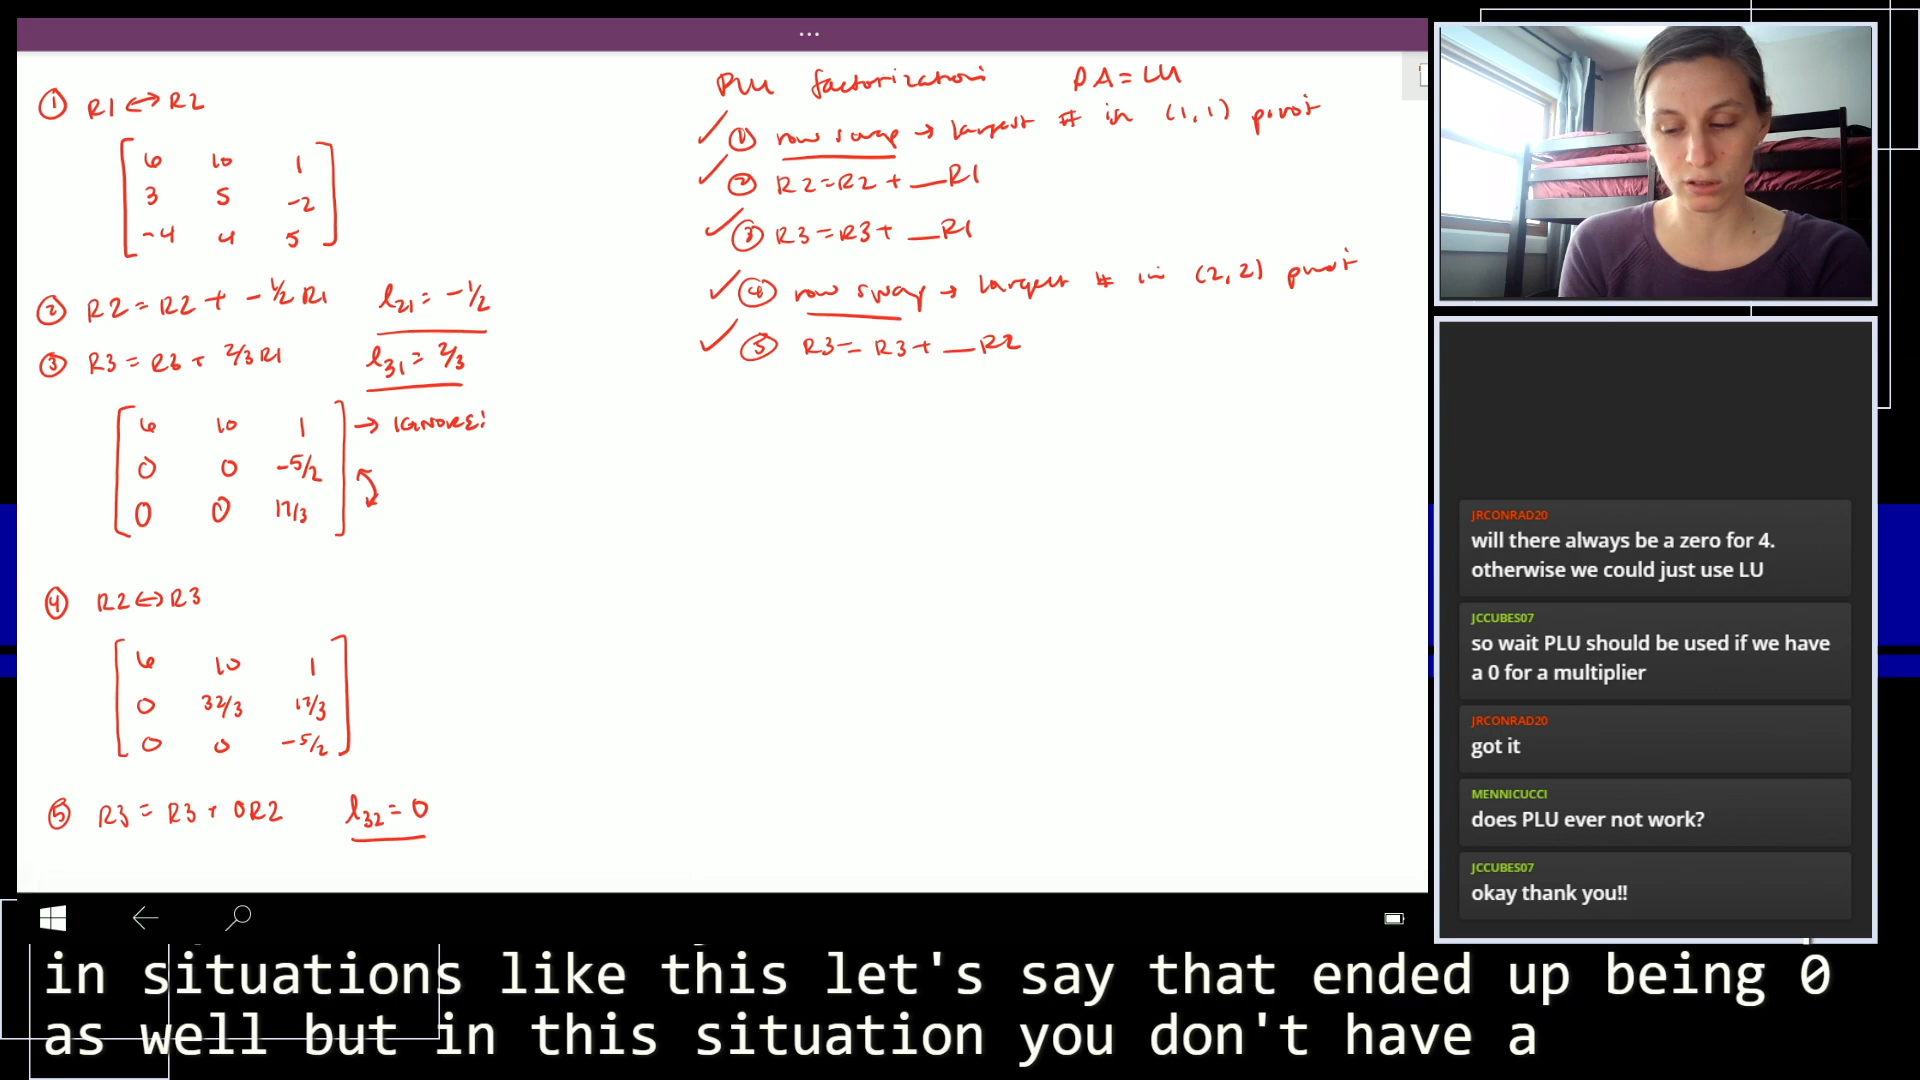 ...
① R1 ↔ R2
6 10 1
3 5 -2
-4 4 5
② R2 = R2 + -1/2 R1 l21 = -1/2
③ R3 = R3 + 2/3 R1 l31 = 2/3
6 10 1 → IGNORE!
0 0 -5/2
0 0 17/3
④ R2 ↔ R3
6 10 1
0 32/3 17/3
0 0 -5/2
⑤ R3 = R3 + 0R2 l32 = 0
PLU factorization PA = LU
✓ ① row swap → largest # in (1,1) pivot
✓ ② R2 = R2 + __R1
✓ ③ R3 = R3 + __R1
✓ ④ row swap → largest # in (2,2) pivot
✓ ⑤ R3 = R3 + __R2
JRCONRAD20
will there always be a zero for 4.
otherwise we could just use LU
JCCUBES07
so wait PLU should be used if we have
a 0 for a multiplier
JRCONRAD20
got it
MENNICUCCI
does PLU ever not work?
JCCUBES07
okay thank you!!
in situations like this let's say that ended up being 0
as well but in this situation you don't have a